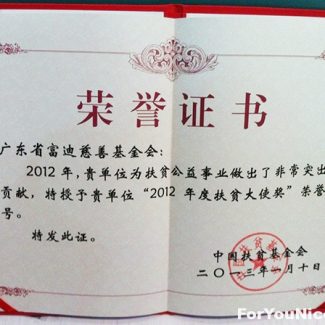 荣誉证书
广东省富迪慈善基金会：
2012年，贵单位为扶贫公益事业做出了非常突出
贡献，特授予贵单位“2012年度扶贫大使奖”荣誉
号。
特发此证。
中国扶贫基金会
二〇一三年一月十日
ForYouNic